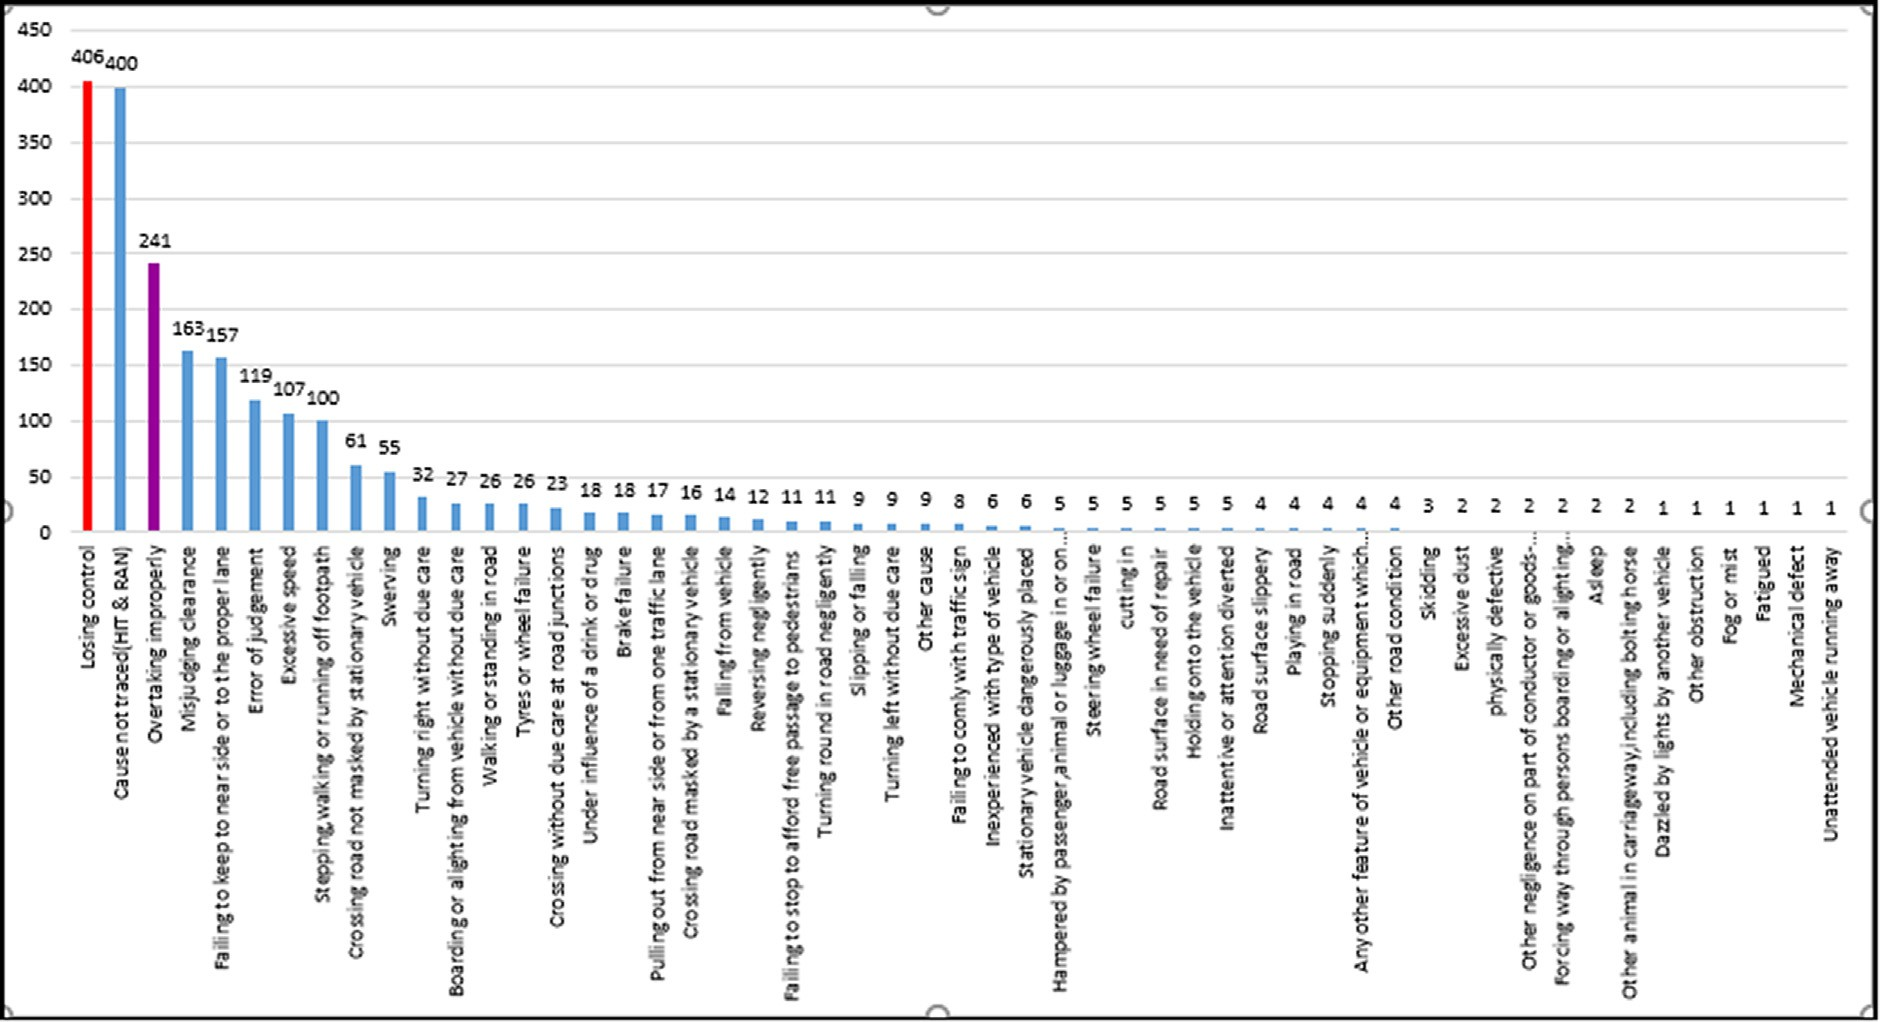 450
400
350
300
250
200
150
100
50
0
406
400
241
163
157
119
107
100
61
55
32
27
26
26
23
18
18
17
16
14
12
11
11
9
9
9
8
6
6
5
5
5
5
5
5
4
4
4
4
4
3
2
2
2
2
2
2
1
1
1
1
1
1
Losing control
Cause not traced(HIT & RAN)
Overtaking improperly
Misjudging clearance
Failing to keep to near side or to the proper lane
Error of judgement
Excessive speed
Stepping,walking or running off footpath
Crossing road not masked by stationary vehicle
Swerving
Turning right without due care
Boarding or alighting from vehicle without due care
Walking or standing in road
Tyres or wheel failure
Crossing without due care at road junctions
Under influence of a drink or drug
Brake failure
Pulling out from near side or from one traffic lane
Crossing road masked by a stationary vehicle
Falling from vehicle
Reversing negligently
Failing to stop to afford free passage to pedestrians
Turning round in road negligently
Slipping or falling
Turning left without due care
Other cause
Failing to comly with traffic sign
Inexperienced with type of vehicle
Stationary vehicle dangerously placed
Hampered by passenger,animal or luggage in or on…
Steering wheel failure
cutting in
Road surface in need of repair
Holding onto the vehicle
Inattentive or attention diverted
Road surface slippery
Playing in road
Stopping suddenly
Any other feature of vehicle or equipment which…
Other road condition
Skidding
Excessive dust
physically defective
Other negligence on part of conductor or goods-…
Forcing way through persons boarding or alighting…
Asleep
Other animal in carriageway,including bolting horse
Dazzled by lights by another vehicle
Other obstruction
Fog or mist
Fatigued
Mechanical defect
Unattended vehicle running away